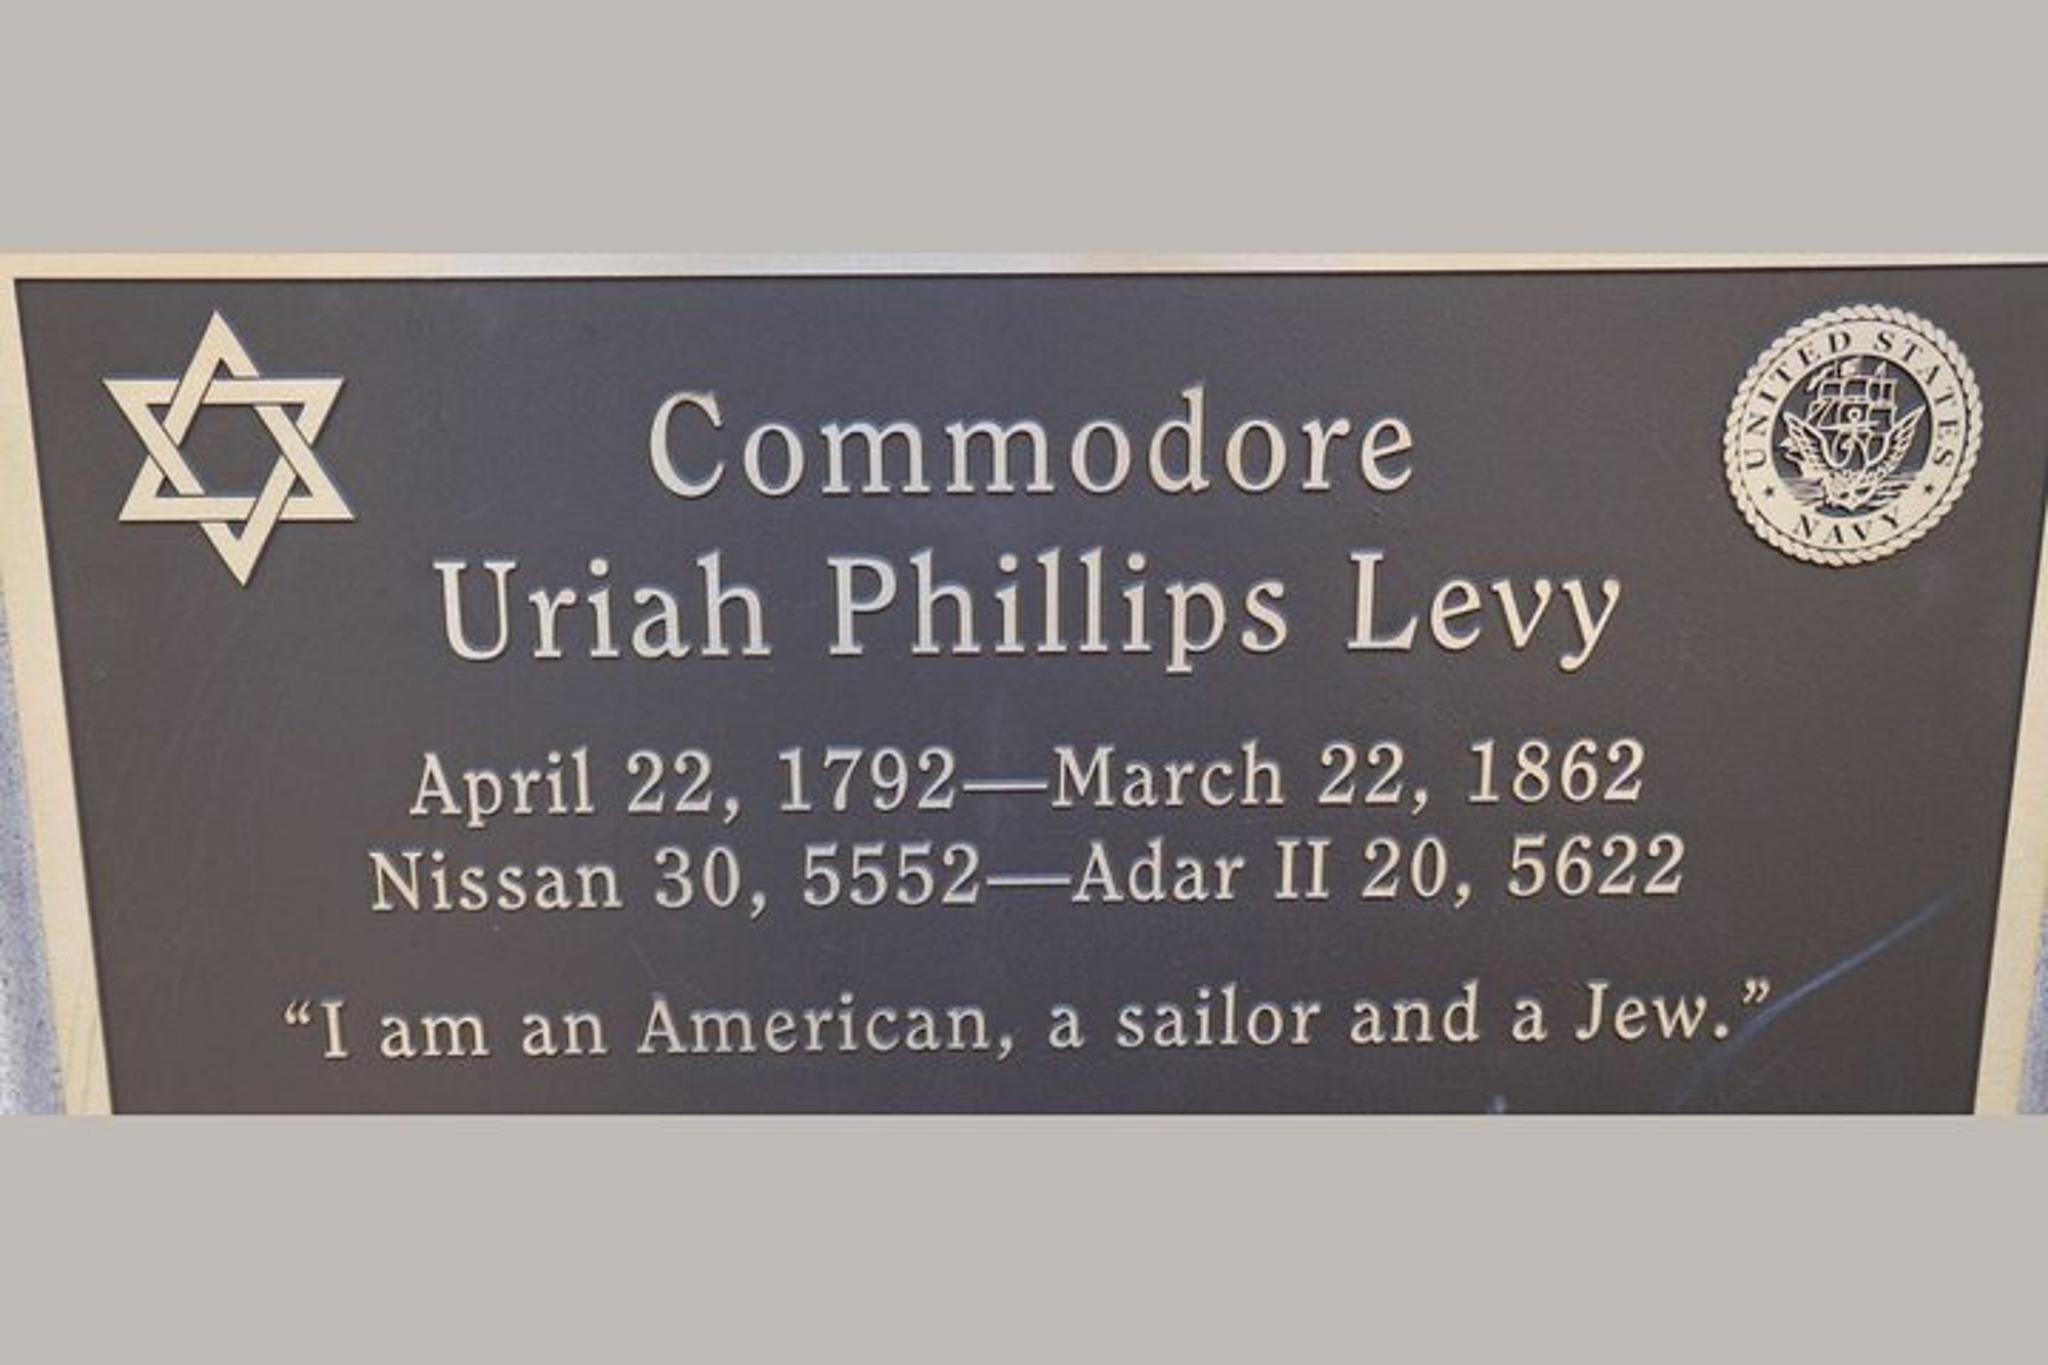 Commodore
Uriah Phillips Levy
April 22, 1792—March 22, 1862
Nissan 30, 5552—Adar II 20, 5622
“I am an American, a sailor and a Jew.”
UNITED STATES
NAVY